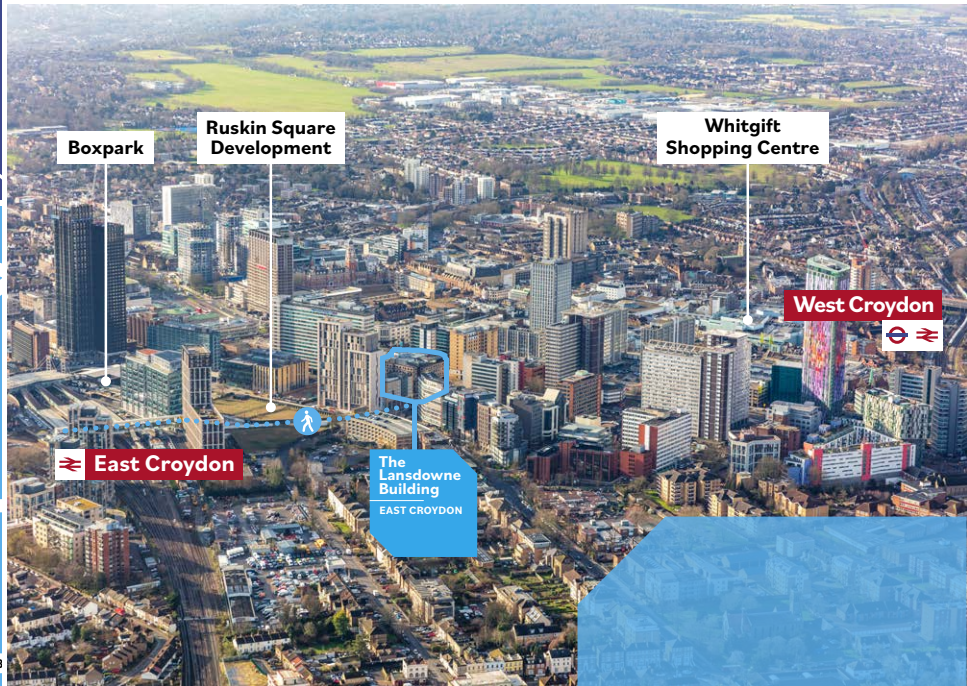 Boxpark
Ruskin Square
Development
Whitgift
Shopping Centre
West Croydon
East Croydon
The
Lansdowne
Building
EAST CROYDON